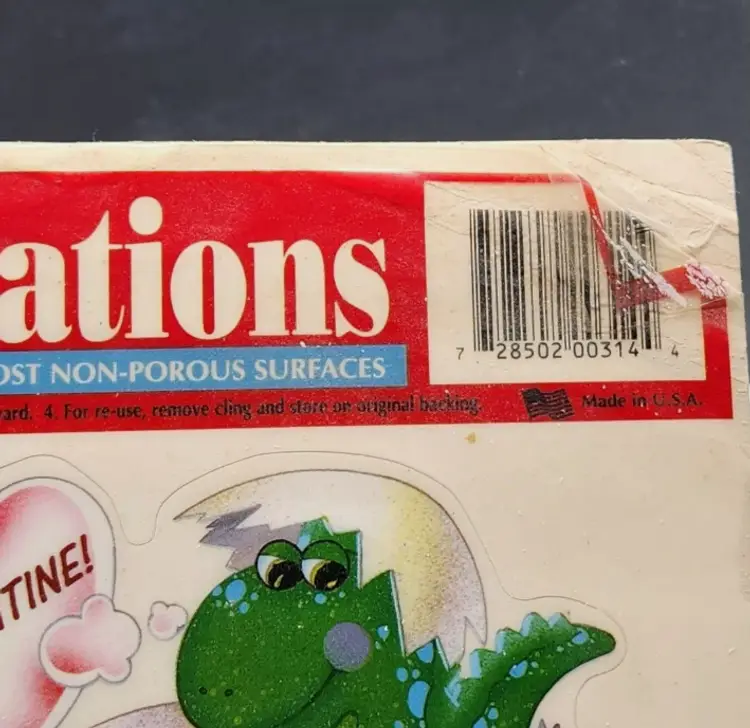 ations
7 28502 00314 4
OST NON-POROUS SURFACES
ard. 4. For re-use, remove cling and store on original backing.
Made in U.S.A.
TINE!